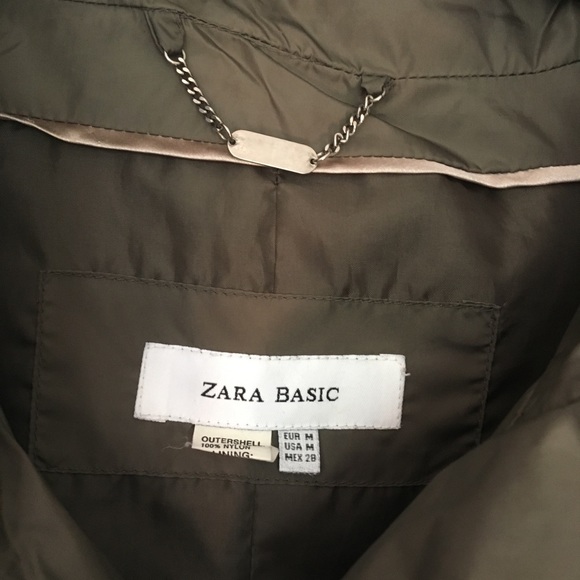 ZARA BASIC
OUTERSHELL
100% NYLON
LINING:
EUR M
USA M
MEX 28